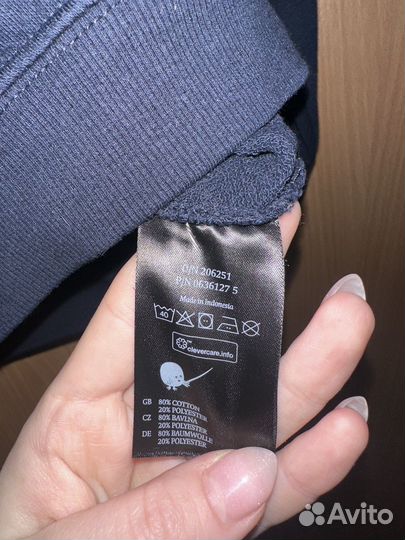 O/N 206251
P/N 0636127 5
Made in Indonesia
40
clevercare.info
GB 80% COTTON
20% POLYESTER
CZ 80% BAVLNA
20% POLYESTER
DE 80% BAUMWOLLE
20% POLYESTER
Avito